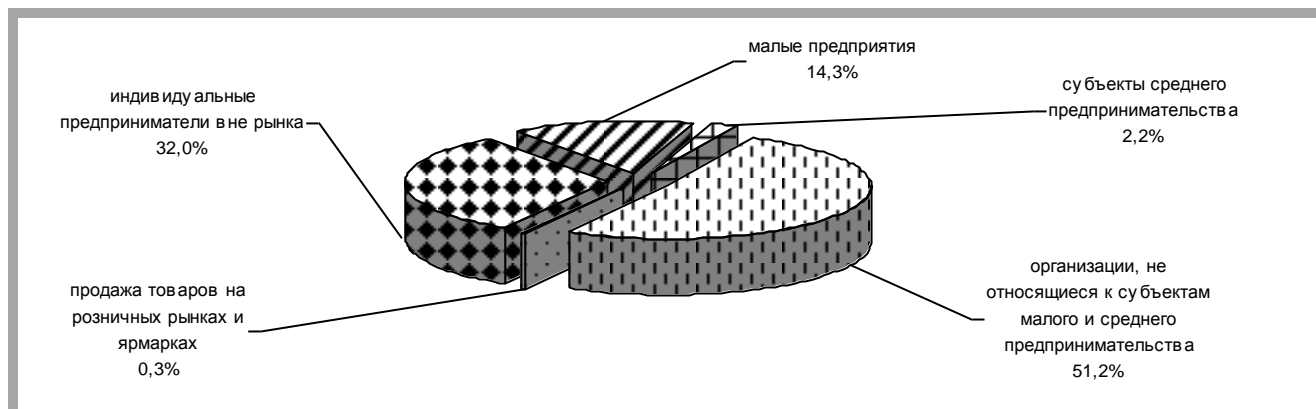 малые предприятия
14,3%
субъекты среднего
предпринимательства
2,2%
индивидуальные
предприниматели вне рынка
32,0%
продажа товаров на
розничных рынках и
ярмарках
0,3%
организации, не
относящиеся к субъектам
малого и среднего
предпринимательства
51,2%